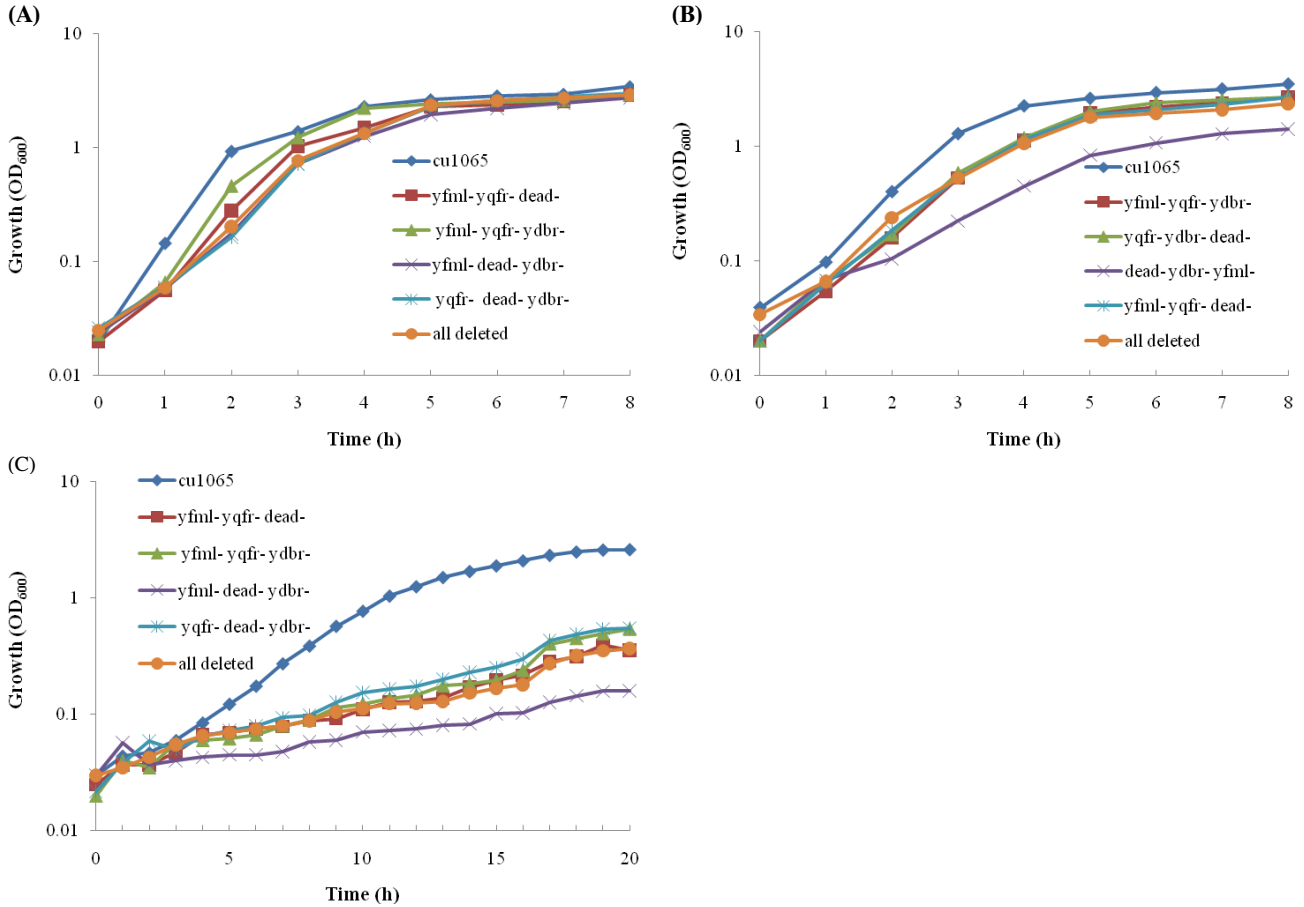 (A)
10
1
0.1
0.01
Growth (OD600)
0 1 2 3 4 5 6 7 8
Time (h)
cu1065
yfml- yqfr- dead-
yfml- yqfr- ydbr-
yfml- dead- ydbr-
yqfr- dead- ydbr-
all deleted
(B)
10
1
0.1
0.01
Growth (OD600)
0 1 2 3 4 5 6 7 8
Time (h)
cu1065
yfml- yqfr- ydbr-
yqfr- ydbr- dead-
dead- ydbr- yfml-
yfml- yqfr- dead-
all deleted
(C)
10
1
0.1
0.01
Growth (OD600)
0 5 10 15 20
Time (h)
cu1065
yfml- yqfr- dead-
yfml- yqfr- ydbr-
yfml- dead- ydbr-
yqfr- dead- ydbr-
all deleted